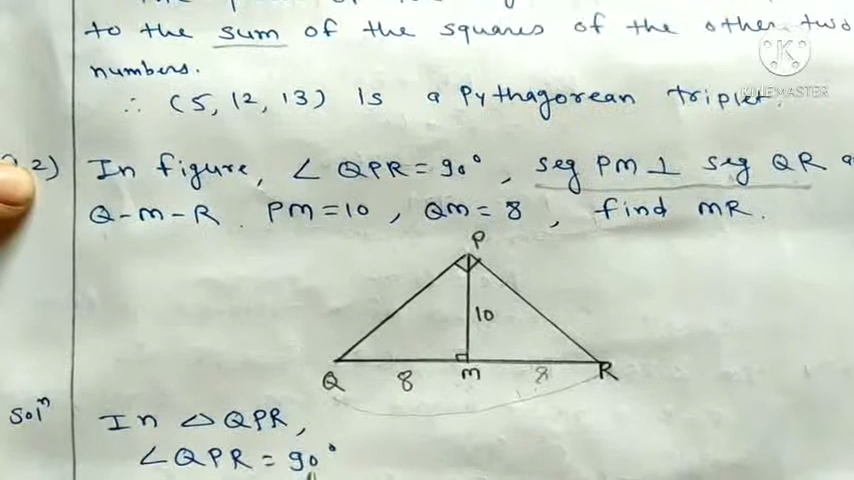 to the sum of the squares of the other two
numbers.
∴ (5, 12, 13) Is a Pythagorean triplet.
K
KINEMASTER
2) In figure, ∠ QPR = 90°, seg PM ⊥ seg QR
Q-M-R. PM = 10, QM = 8, find MR.
P
10
Q 8 M R
Solⁿ In △QPR,
∠QPR = 90°